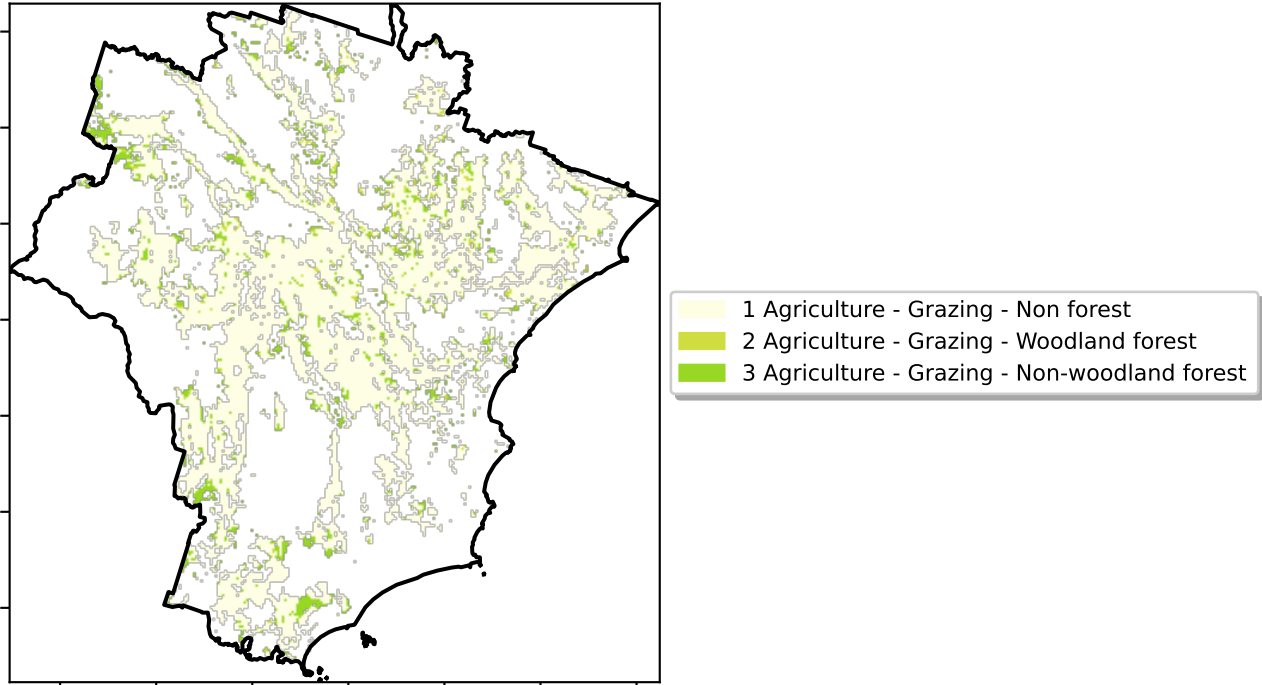 1 Agriculture - Grazing - Non forest
2 Agriculture - Grazing - Woodland forest
3 Agriculture - Grazing - Non-woodland forest